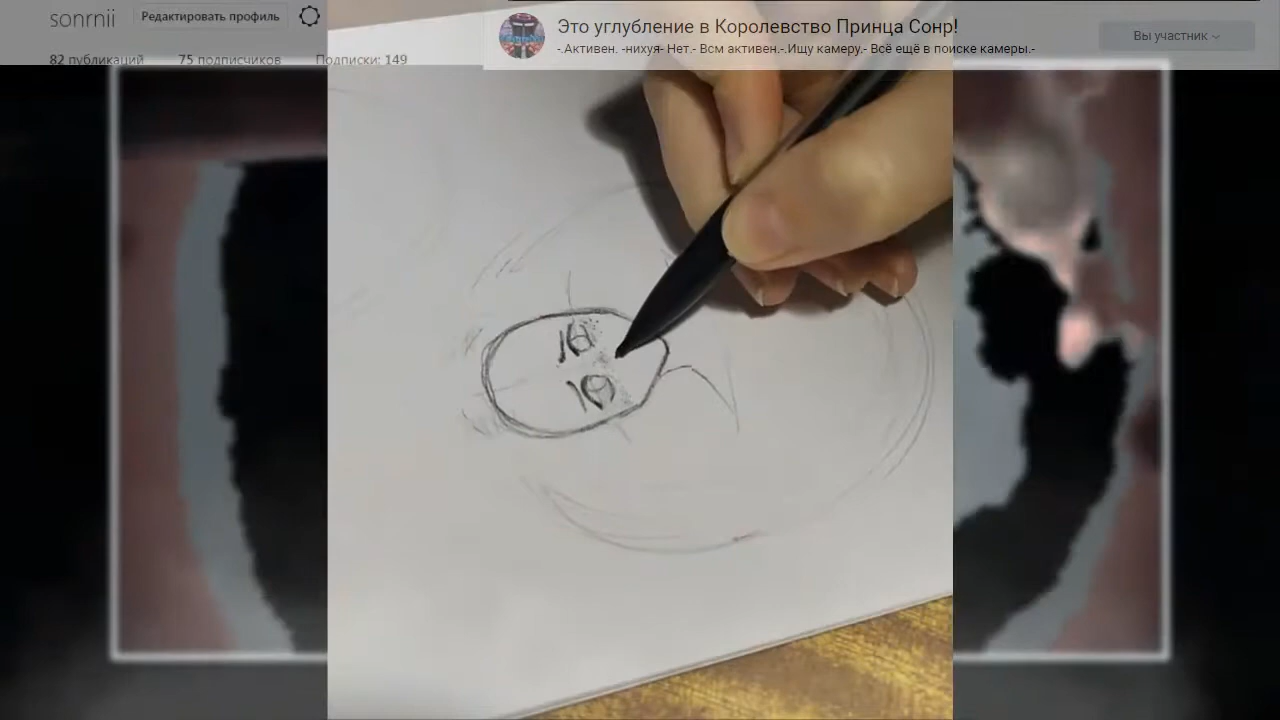 sonrnii
Редактировать профиль
82 публикаций 75 подписчиков Подписки: 149
Это углубление в Королевство Принца Сонр!
-.Активен. -нихуя- Нет.- Всм активен.-.Ищу камеру.- Всё ещё в поиске камеры.-
Вы участник